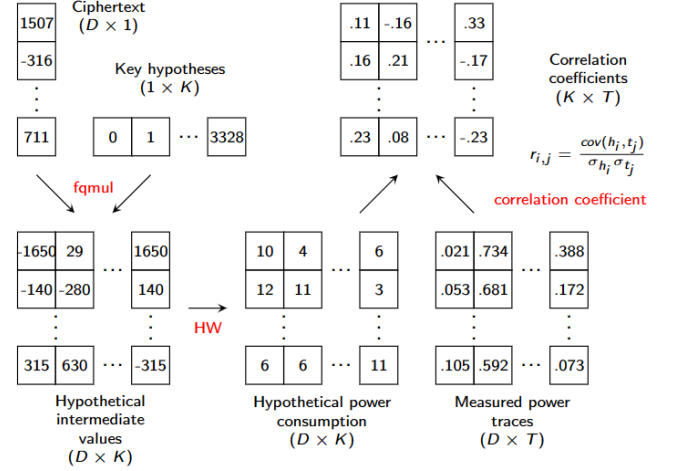 Ciphertext
(D × 1)
1507
-316
⋮
711
Key hypotheses
(1 × K)
0 1 ⋯ 3328
fqmul
.11 -.16 ⋯ .33
.16 .21 -.17
⋮ ⋮
.23 .08 ⋯ -.23
Correlation
coefficients
(K × T)
r_{i,j} = cov(h_i, t_j) / σ_{h_i} σ_{t_j}
correlation coefficient
-1650 29 ⋯ 1650
-140 -280 140
⋮ ⋮
315 630 ⋯ -315
Hypothetical
intermediate
values
(D × K)
HW
10 4 ⋯ 6
12 11 3
⋮ ⋮
6 6 ⋯ 11
Hypothetical power
consumption
(D × K)
.021 .734 ⋯ .388
.053 .681 .172
⋮ ⋮
.105 .592 ⋯ .073
Measured power
traces
(D × T)